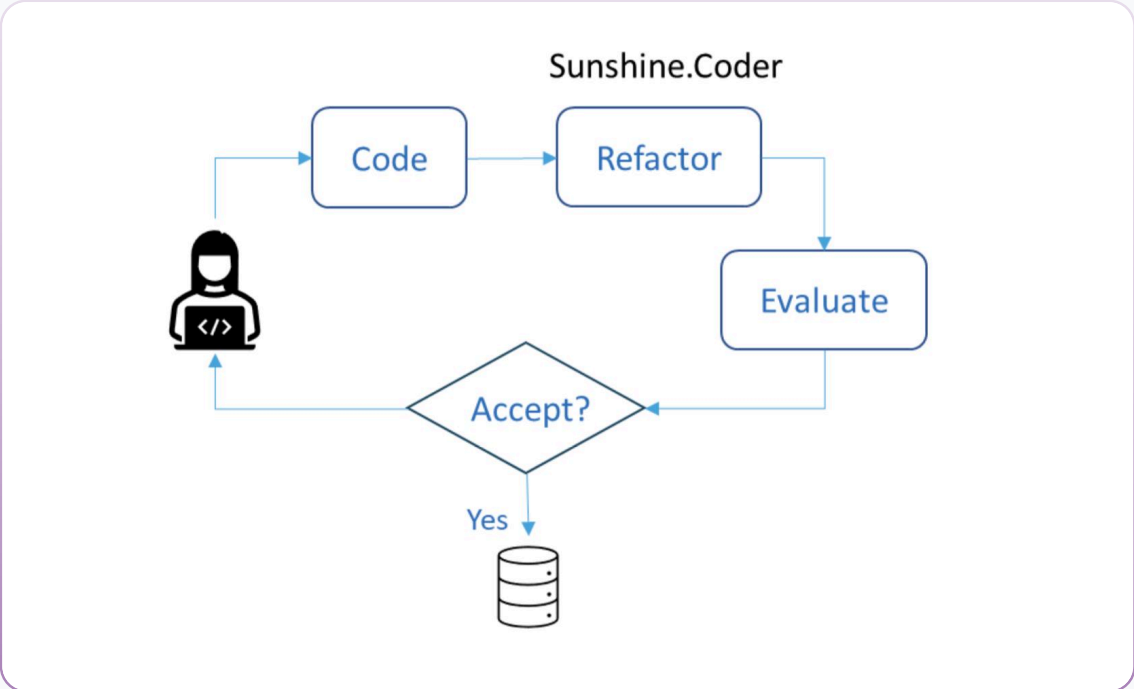 Sunshine.Coder
Code
Refactor
Evaluate
Accept?
Yes
</>